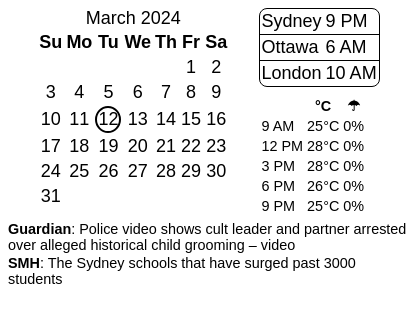 March 2024
Su Mo Tu We Th Fr Sa
1 2
3 4 5 6 7 8 9
10 11 12 13 14 15 16
17 18 19 20 21 22 23
24 25 26 27 28 29 30
31
Sydney 9 PM
Ottawa 6 AM
London 10 AM
°C ☂
9 AM 25°C 0%
12 PM 28°C 0%
3 PM 28°C 0%
6 PM 26°C 0%
9 PM 25°C 0%
Guardian: Police video shows cult leader and partner arrested
over alleged historical child grooming – video
SMH: The Sydney schools that have surged past 3000
students